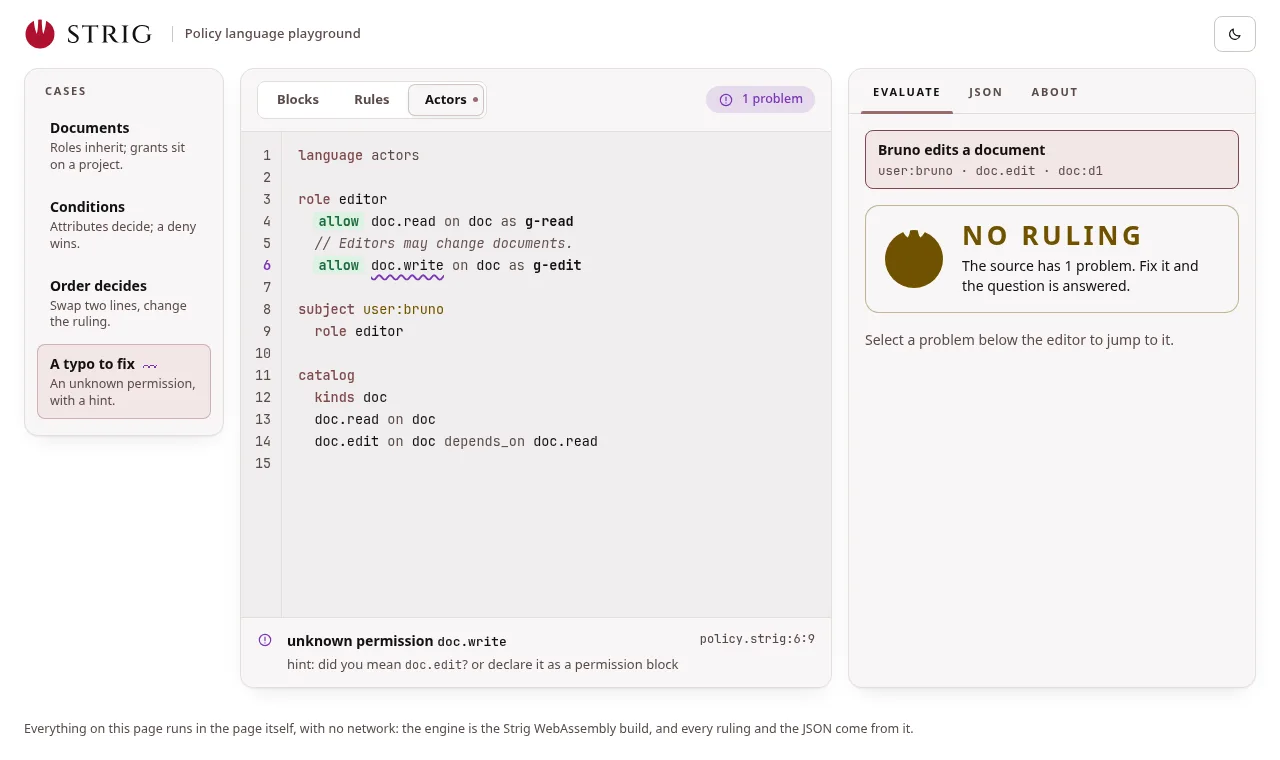 STRIG
Policy language playground
CASES
Documents
Roles inherit; grants sit
on a project.
Conditions
Attributes decide; a deny
wins.
Order decides
Swap two lines, change
the ruling.
A typo to fix
An unknown permission,
with a hint.
Blocks Rules Actors
1 problem
1 language actors
2
3 role editor
4 allow doc.read on doc as g-read
5 // Editors may change documents.
6 allow doc.write on doc as g-edit
7
8 subject user:bruno
9 role editor
10
11 catalog
12 kinds doc
13 doc.read on doc
14 doc.edit on doc depends_on doc.read
15
unknown permission doc.write
policy.strig:6:9
hint: did you mean doc.edit? or declare it as a permission block
EVALUATE JSON ABOUT
Bruno edits a document
user:bruno · doc.edit · doc:d1
NO RULING
The source has 1 problem. Fix it and
the question is answered.
Select a problem below the editor to jump to it.
Everything on this page runs in the page itself, with no network: the engine is the Strig WebAssembly build, and every ruling and the JSON come from it.